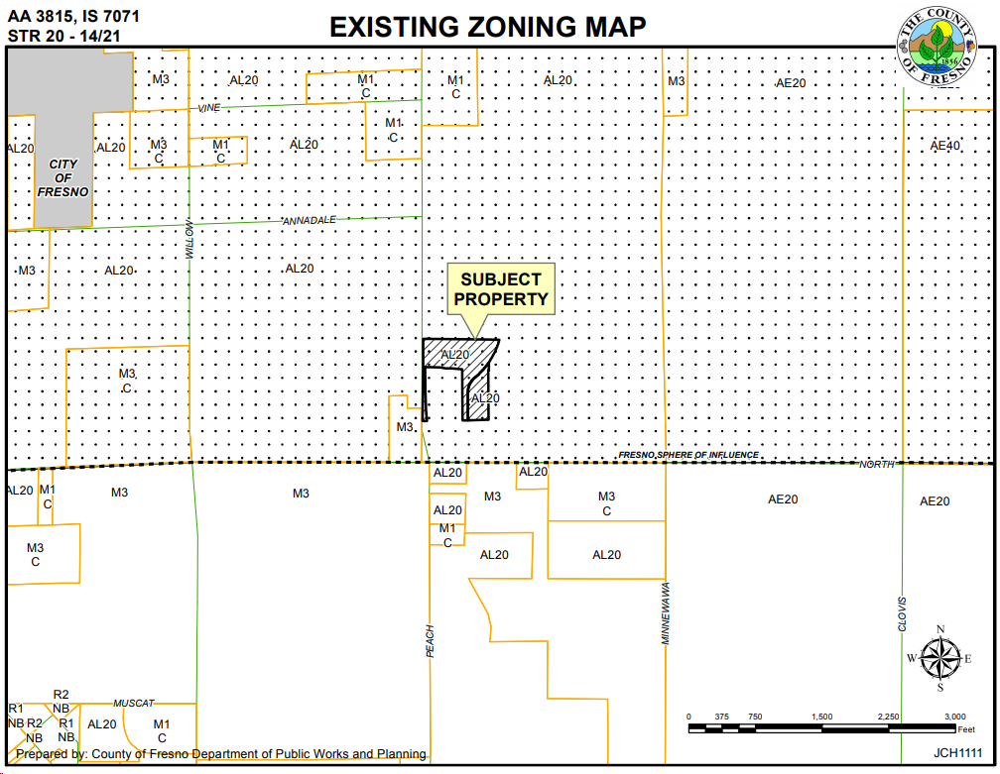 AA 3815, IS 7071
STR 20 - 14/21
EXISTING ZONING MAP
THE COUNTY
OF FRESNO
1856
M3
AL20
M1
C
M1
C
AL20
M3
AE20
VINE
AL20
CITY
OF
FRESNO
AL20
M3
C
M1
C
AL20
M1
C
AE40
WILLOW
ANNADALE
M3
AL20
AL20
SUBJECT
PROPERTY
AL20
AL20
M3
C
M3
FRESNO SPHERE OF INFLUENCE
NORTH
AL20
M1
C
M3
M3
AL20
AL20
M3
M3
C
AE20
AE20
AL20
M1
C
M3
C
AL20
AL20
PEACH
MINNEWAWA
CLOVIS
N
W
E
S
R1
NB
R2
NB
R2
NB
R1
NB
MUSCAT
AL20
M1
C
0 375 750 1,500 2,250 3,000
Feet
Prepared by: County of Fresno Department of Public Works and Planning
JCH1111